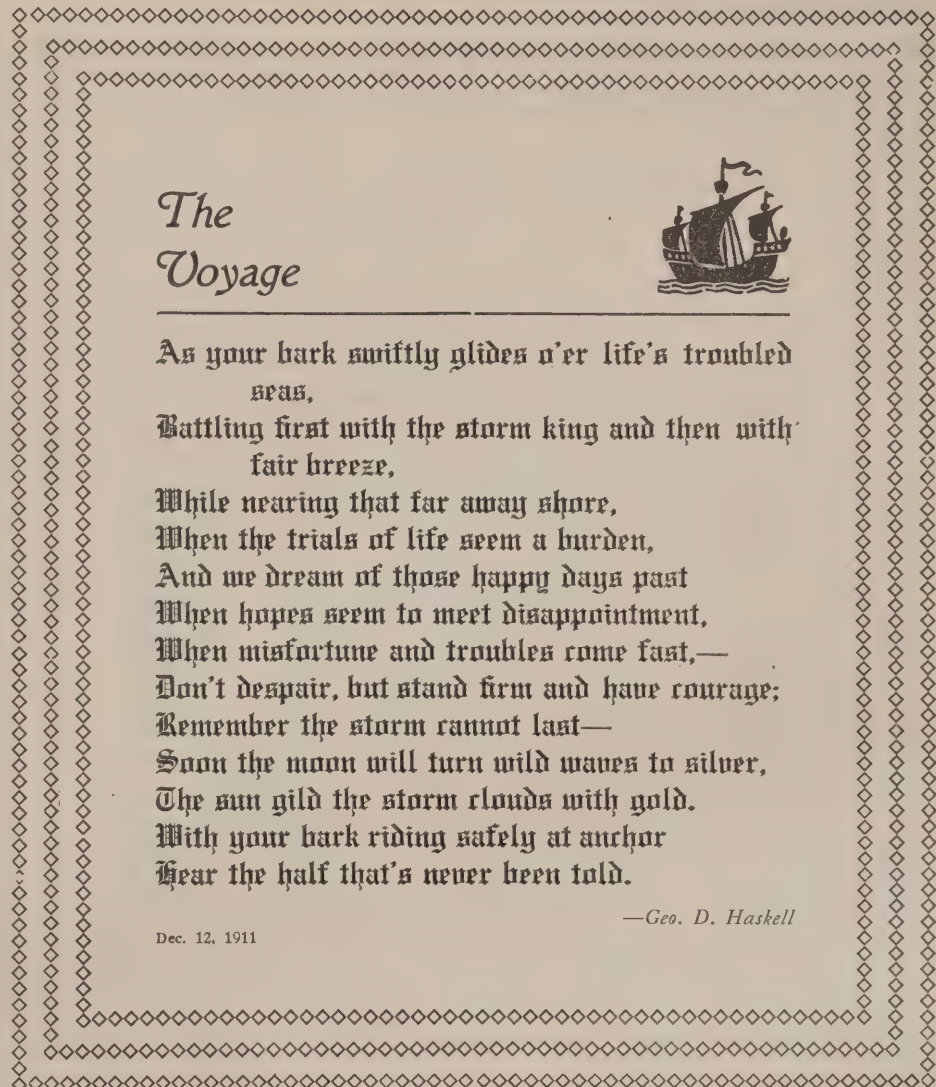 The
Voyage
As your bark swiftly glides o'er life's troubled
seas,
Battling first with the storm king and then with
fair breeze,
While nearing that far away shore,
When the trials of life seem a burden,
And we dream of those happy days past
When hopes seem to meet disappointment,
When misfortune and troubles come fast,—
Don't despair, but stand firm and have courage;
Remember the storm cannot last—
Soon the moon will turn wild waves to silver,
The sun gild the storm clouds with gold.
With your bark riding safely at anchor
Hear the half that's never been told.
—Geo. D. Haskell
Dec. 12, 1911